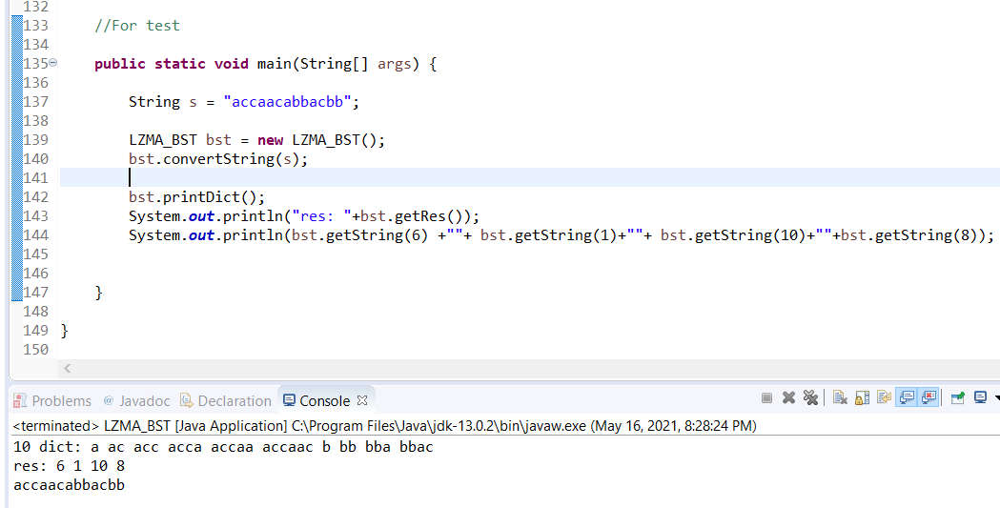 132
133 //For test
134
135 public static void main(String[] args) {
136
137 String s = "accaacabbacbb";
138
139 LZMA_BST bst = new LZMA_BST();
140 bst.convertString(s);
141
142 bst.printDict();
143 System.out.println("res: "+bst.getRes());
144 System.out.println(bst.getString(6) +""+ bst.getString(1)+""+ bst.getString(10)+""+bst.getString(8));
145
146
147 }
148
149 }
150
Problems @ Javadoc Declaration Console
<terminated> LZMA_BST [Java Application] C:\Program Files\Java\jdk-13.0.2\bin\javaw.exe (May 16, 2021, 8:28:24 PM)
10 dict: a ac acc acca accaa accaac b bb bba bbac
res: 6 1 10 8
accaacabbacbb